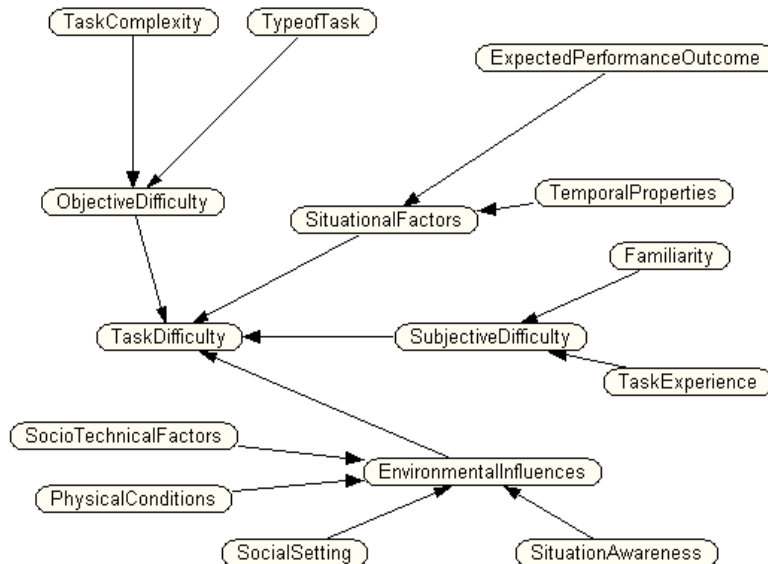 TaskComplexity
TypeofTask
ExpectedPerformanceOutcome
ObjectiveDifficulty
TemporalProperties
SituationalFactors
Familiarity
TaskDifficulty
SubjectiveDifficulty
TaskExperience
SocioTechnicalFactors
EnvironmentalInfluences
PhysicalConditions
SocialSetting
SituationAwareness